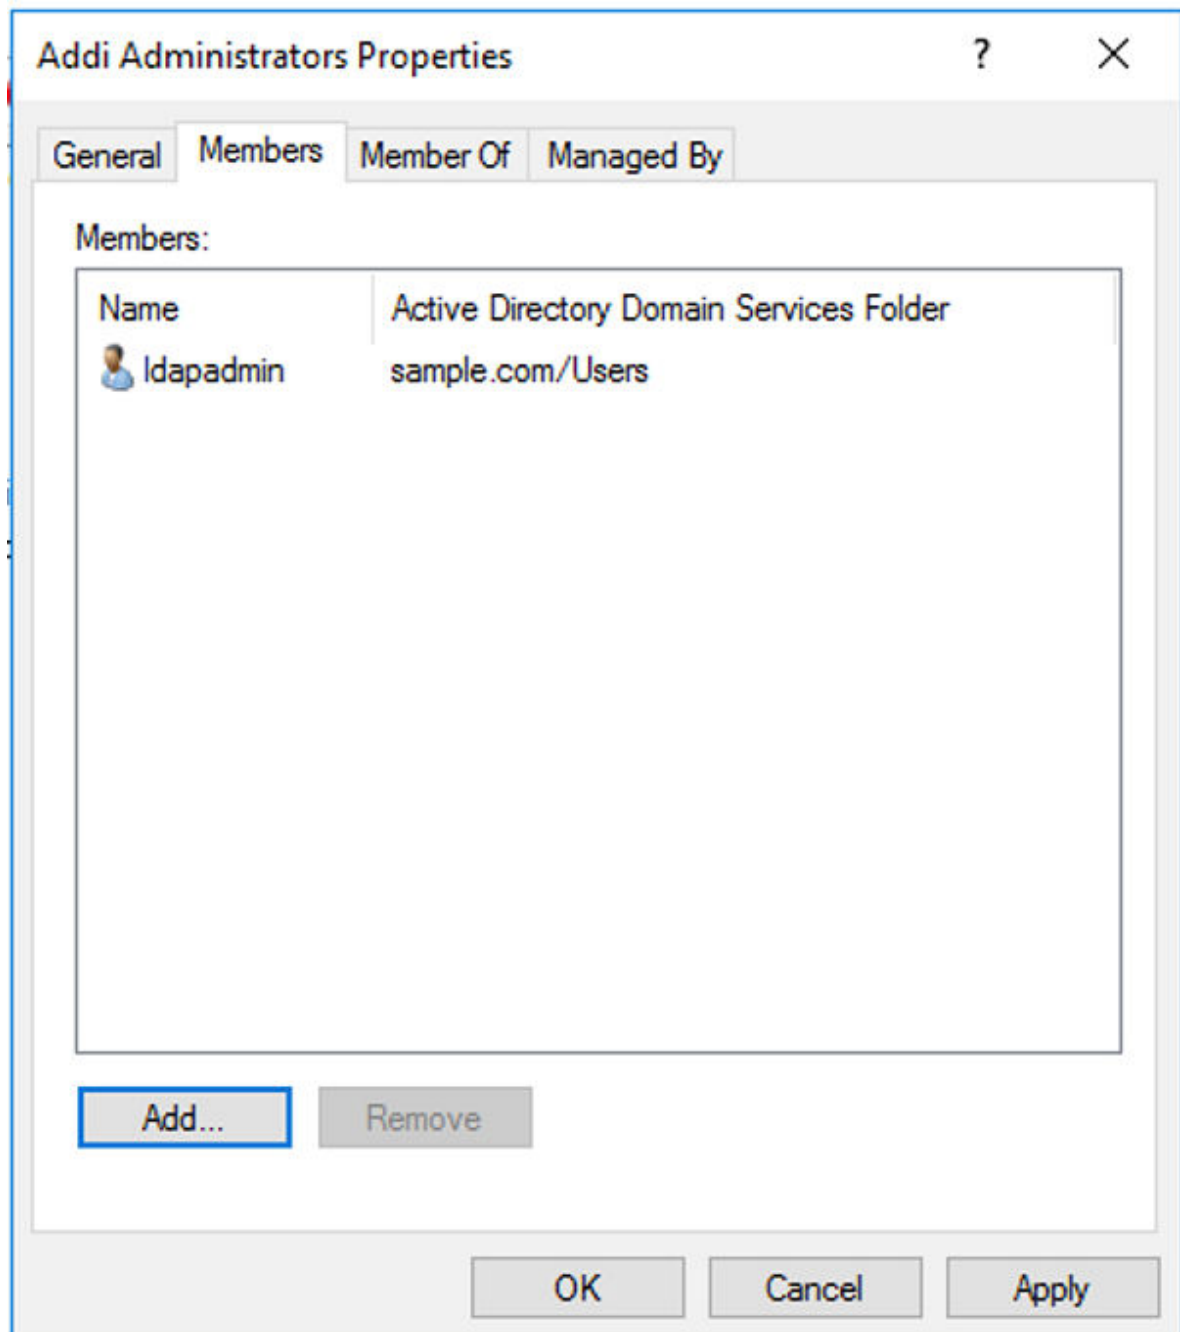 Addi Administrators Properties ? ×
General Members Member Of Managed By
Members:
Name Active Directory Domain Services Folder
ldapadmin sample.com/Users
Add... Remove
OK Cancel Apply